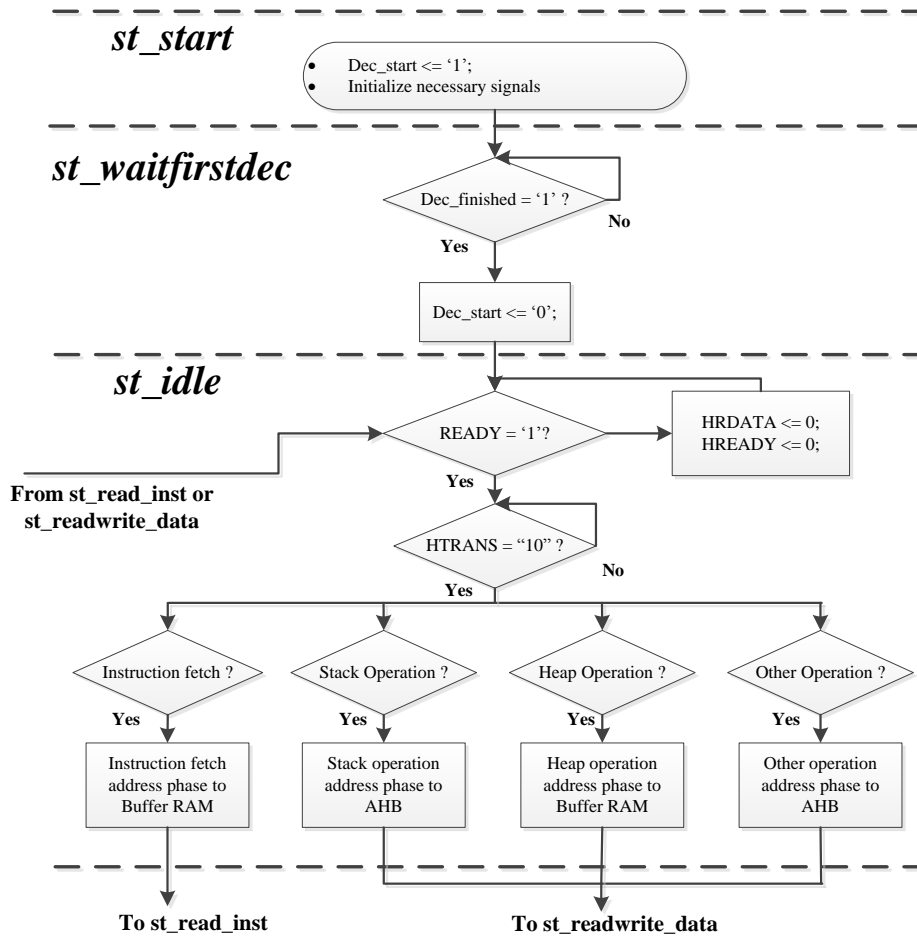 st_start
• Dec_start <= ‘1’;
• Initialize necessary signals
st_waitfirstdec
Dec_finished = ‘1’ ?
No
Yes
Dec_start <= ‘0’;
st_idle
READY = ‘1’?
HRDATA <= 0;
HREADY <= 0;
From st_read_inst or
st_readwrite_data
Yes
HTRANS = “10” ?
No
Yes
Instruction fetch ?
Stack Operation ?
Heap Operation ?
Other Operation ?
Yes
Yes
Yes
Yes
Instruction fetch
address phase to
Buffer RAM
Stack operation
address phase to
AHB
Heap operation
address phase to
Buffer RAM
Other operation
address phase to
AHB
To st_read_inst
To st_readwrite_data